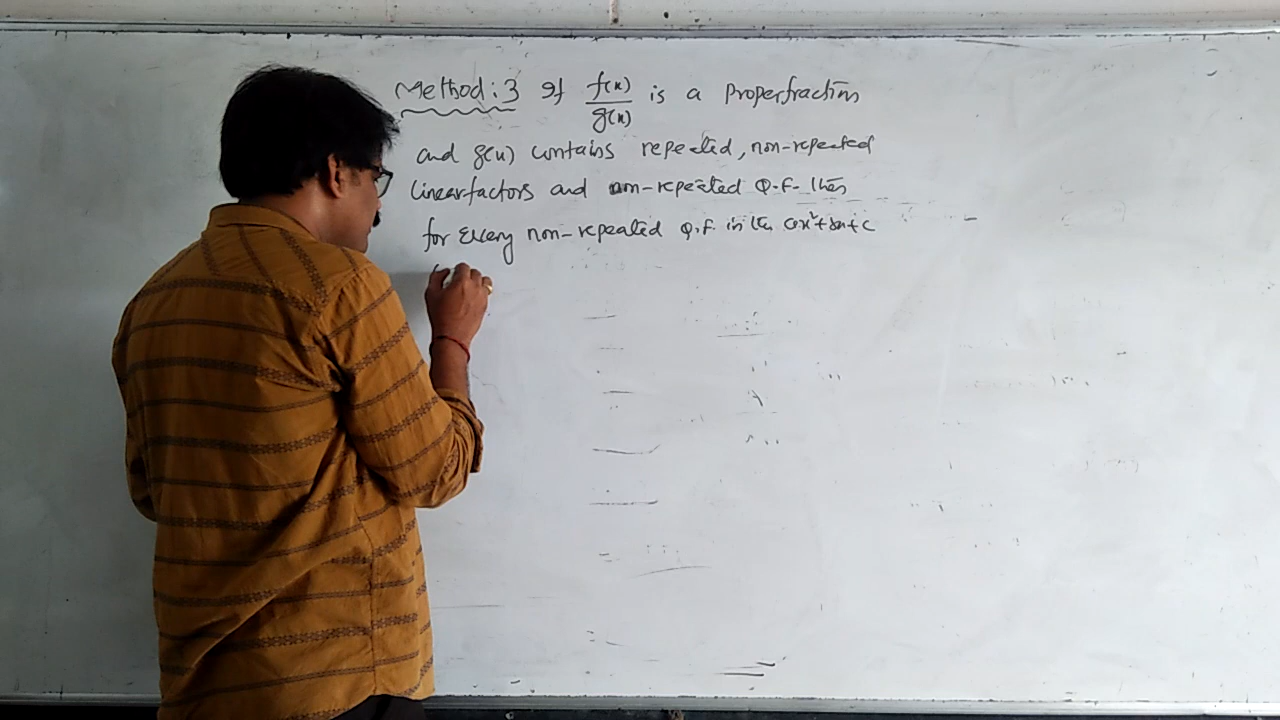 Method: 3 If f(x)/g(x) is a Properfraction
and g(x) contains repeated, non-repeated
linearfactors and non-repeated Q.F. then
for every non-repeated Q.F in the ax²+bx+c